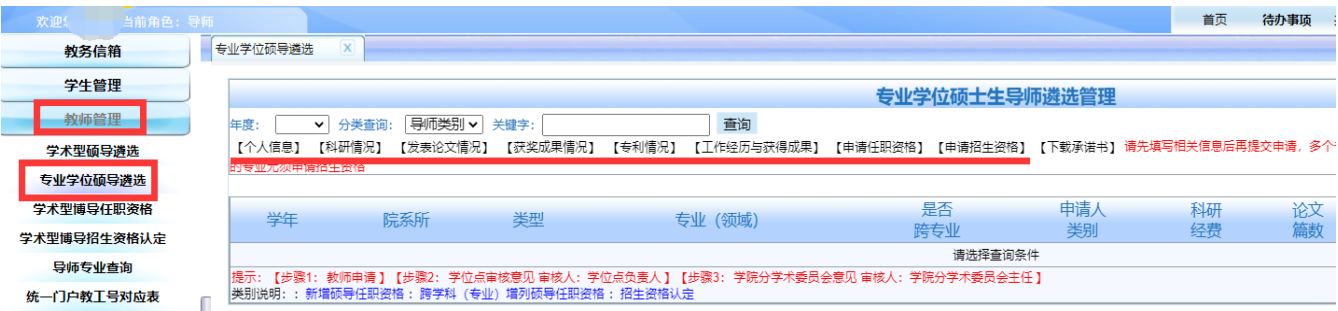 欢迎 当前角色：导师
首页 待办事项
教务信箱
学生管理
教师管理
学术型硕导遴选
专业学位硕导遴选
学术型博导任职资格
学术型博导招生资格认定
导师专业查询
统一门户教工号对应表
专业学位硕导遴选 X
专业学位硕士生导师遴选管理
年度： 分类查询： 导师类别 关键字： 查询
【个人信息】 【科研情况】 【发表论文情况】 【获奖成果情况】 【专利情况】 【工作经历与获得成果】 【申请任职资格】 【申请招生资格】 【下载承诺书】 请先填写相关信息后再提交申请，多个
的专业无须申请招生资格
学年 院系所 类型 专业（领域） 是否跨专业 申请人类别 科研经费 论文篇数
请选择查询条件
提示：【步骤1：教师申请】【步骤2：学位点审核意见 审核人：学位点负责人】【步骤3：学院分学术委员会意见 审核人：学院分学术委员会主任】
类别说明：：新增硕导任职资格：跨学科（专业）增列硕导任职资格：招生资格认定